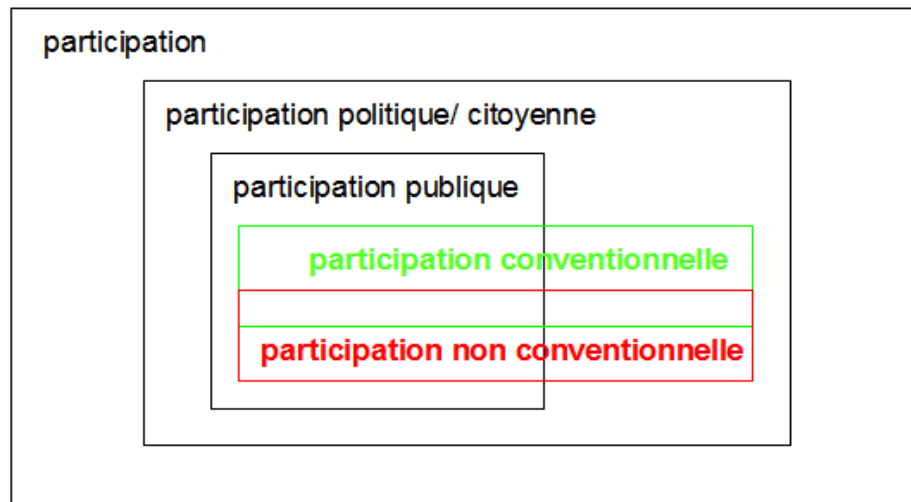 participation
participation politique/ citoyenne
participation publique
participation conventionnelle
participation non conventionnelle